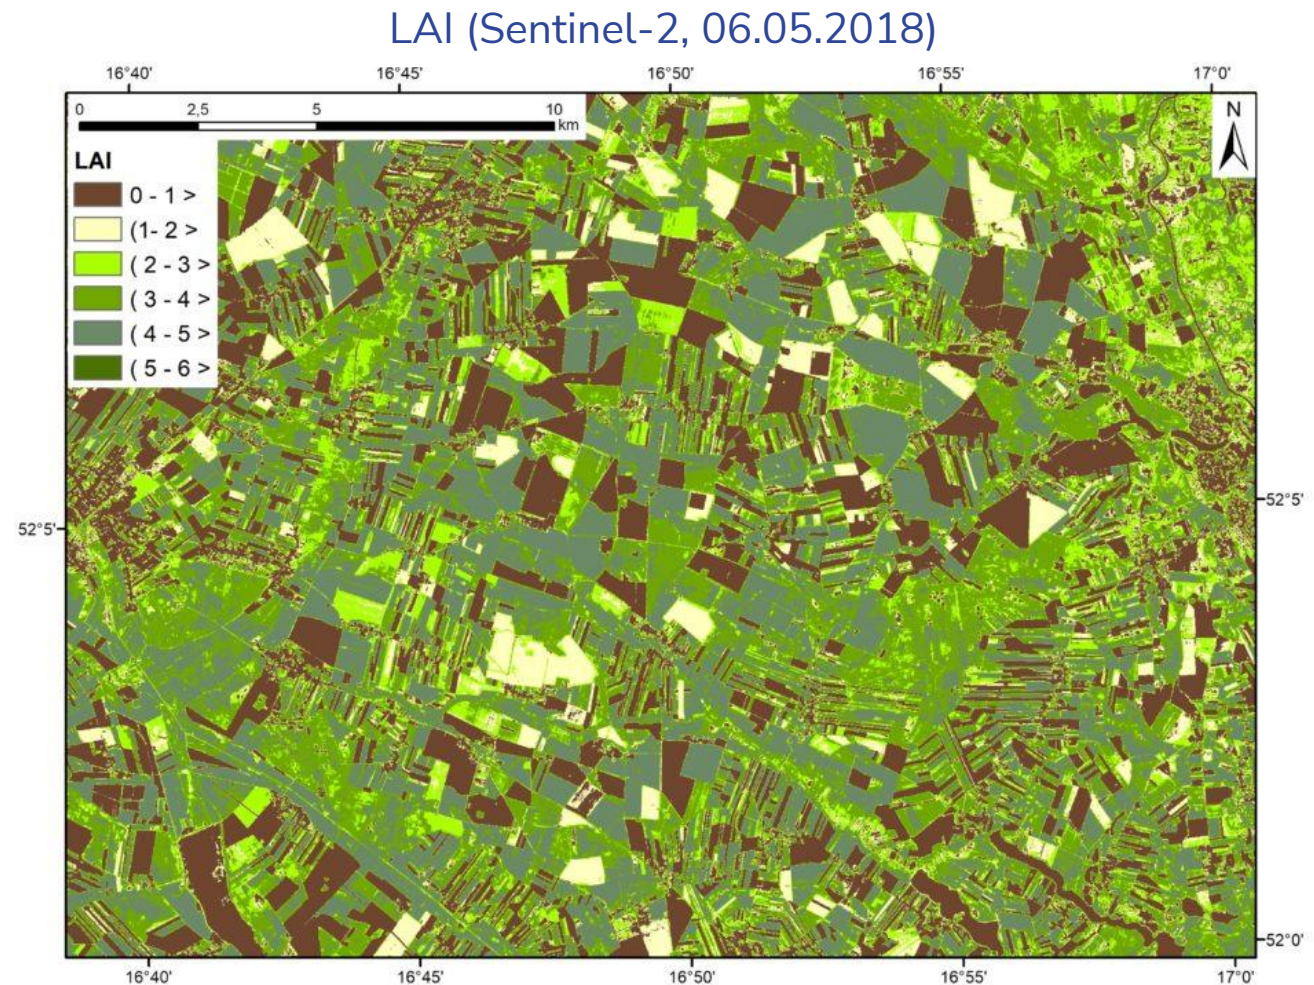 LAI (Sentinel-2, 06.05.2018)
16°40' 16°45' 16°50' 16°55' 17°0'
0 2,5 5 10
km
N
LAI
0 - 1 >
(1- 2 >
( 2 - 3 >
( 3 - 4 >
( 4 - 5 >
( 5 - 6 >
52°5'
52°5'
52°0'
16°40' 16°45' 16°50' 16°55' 17°0'